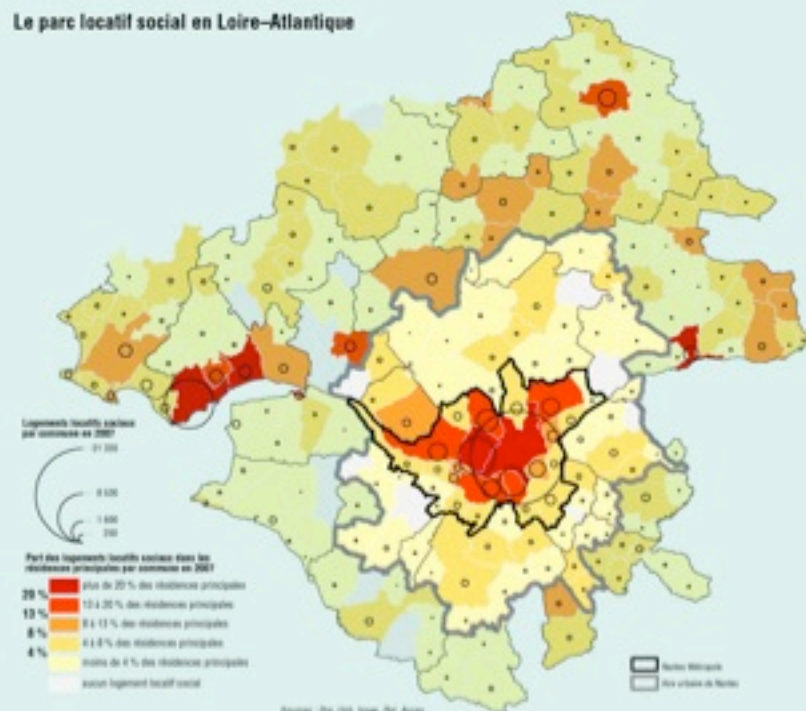 Le parc locatif social en Loire–Atlantique
Logements locatifs sociaux
par commune en 2007
Part des logements locatifs sociaux dans les
résidences principales par commune en 2007
20 %
13 %
8 %
4 %
plus de 20 % des résidences principales
13 à 20 % des résidences principales
8 à 13 % des résidences principales
4 à 8 % des résidences principales
moins de 4 % des résidences principales
aucun logement locatif social
Nantes Métropole
Aire urbaine de Nantes